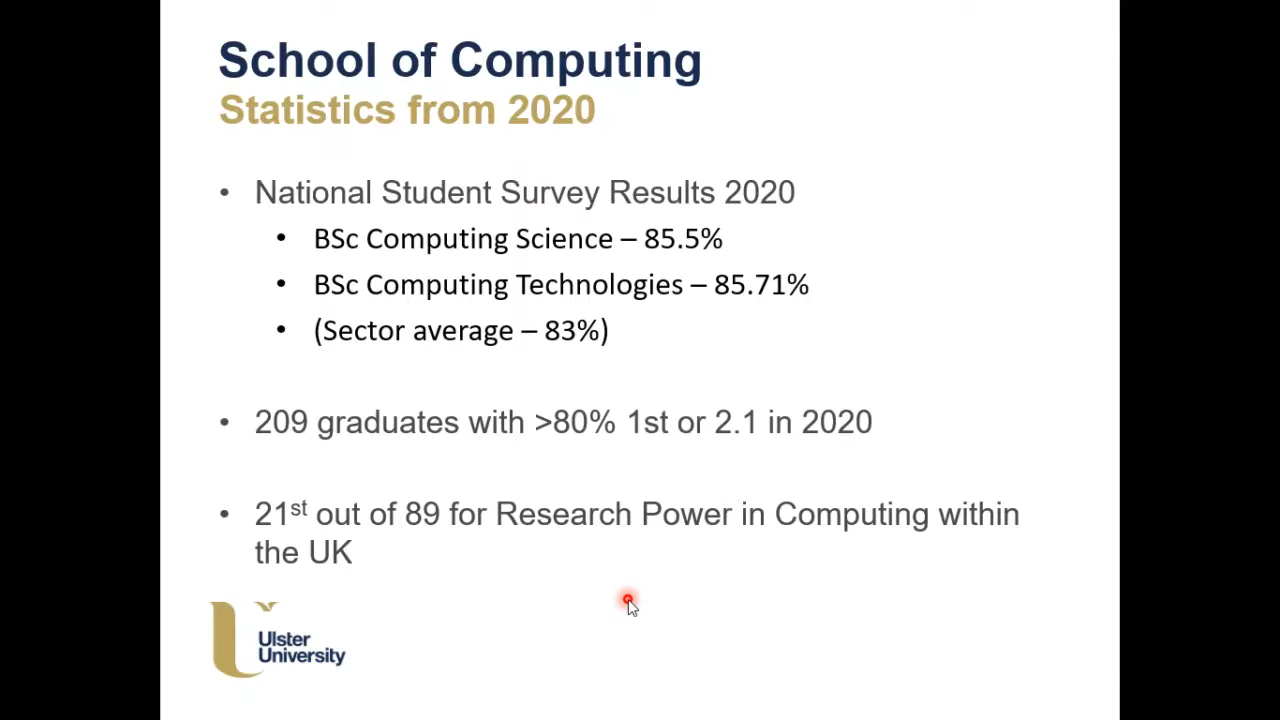 School of Computing
Statistics from 2020
• National Student Survey Results 2020
• BSc Computing Science – 85.5%
• BSc Computing Technologies – 85.71%
• (Sector average – 83%)
• 209 graduates with >80% 1st or 2.1 in 2020
• 21st out of 89 for Research Power in Computing within
the UK
Ulster
University